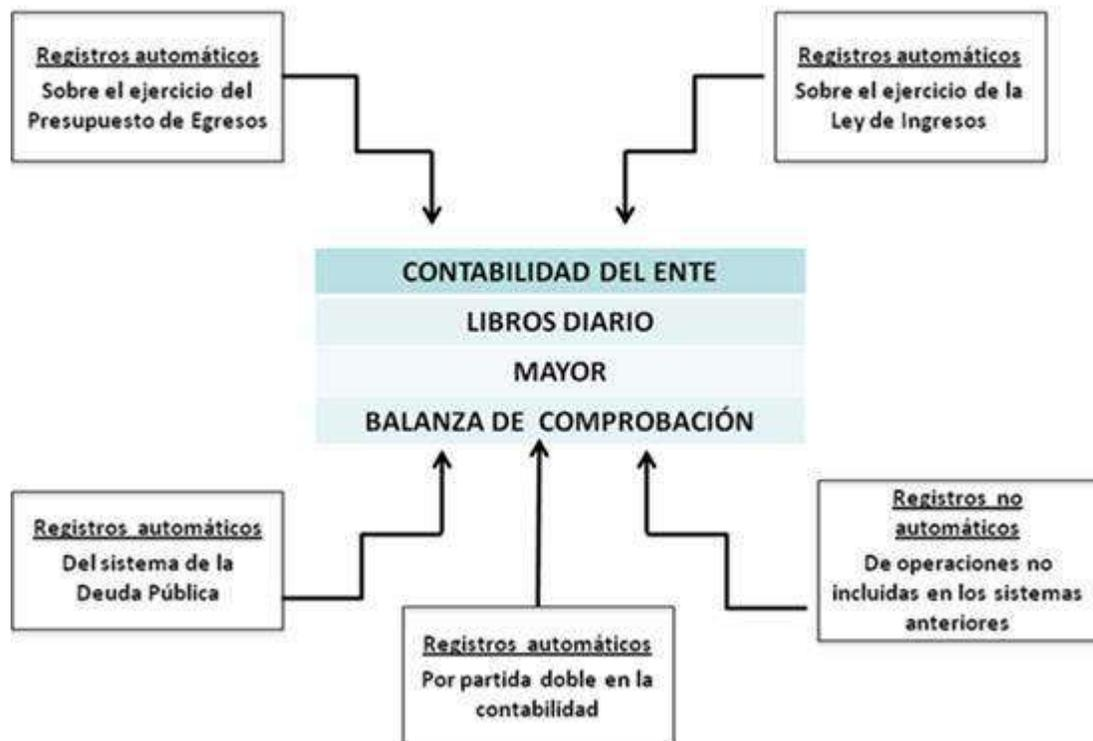 Registros automáticos
Sobre el ejercicio del
Presupuesto de Egresos
Registros automáticos
Sobre el ejercicio de la
Ley de Ingresos
CONTABILIDAD DEL ENTE
LIBROS DIARIO
MAYOR
BALANZA DE COMPROBACIÓN
Registros automáticos
Del sistema de la
Deuda Pública
Registros automáticos
Por partida doble en la
contabilidad
Registros no
automáticos
De operaciones no
incluidas en los sistemas
anteriores